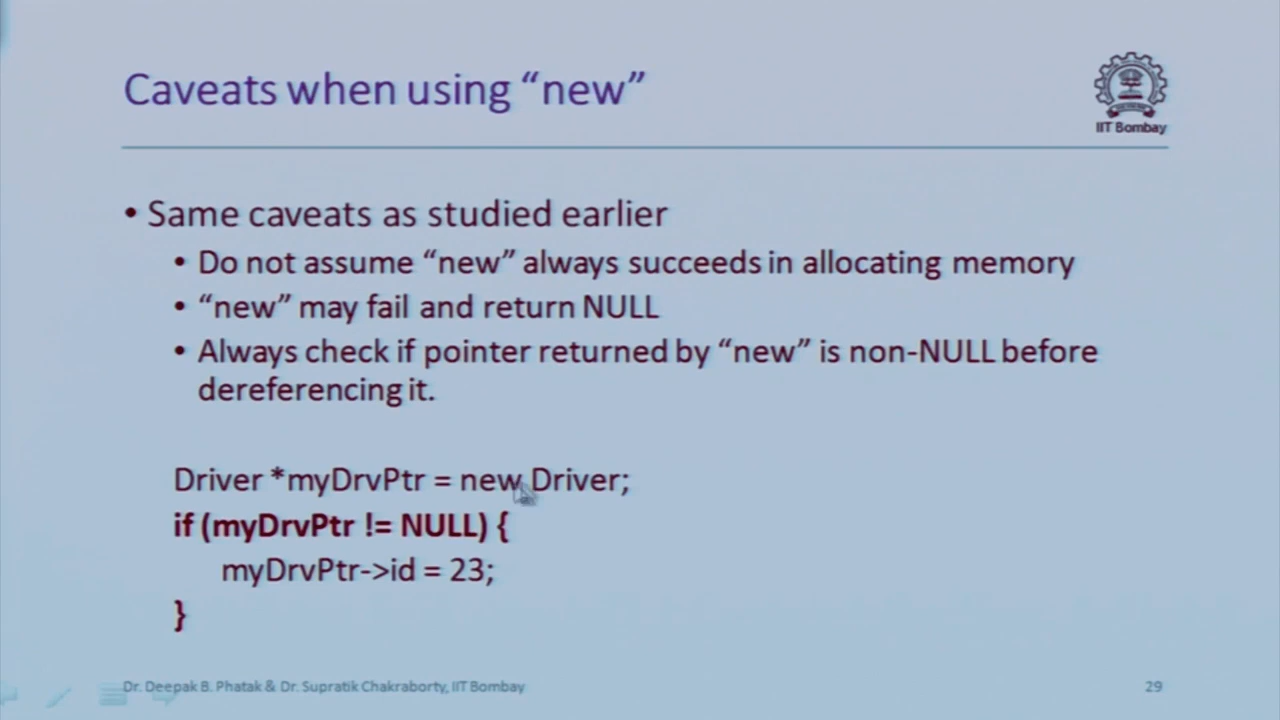 Caveats when using “new”
IIT Bombay
• Same caveats as studied earlier
• Do not assume “new” always succeeds in allocating memory
• “new” may fail and return NULL
• Always check if pointer returned by “new” is non-NULL before
dereferencing it.
Driver *myDrvPtr = new Driver;
if (myDrvPtr != NULL) {
myDrvPtr->id = 23;
}
Dr. Deepak B. Phatak & Dr. Supratik Chakraborty, IIT Bombay
29